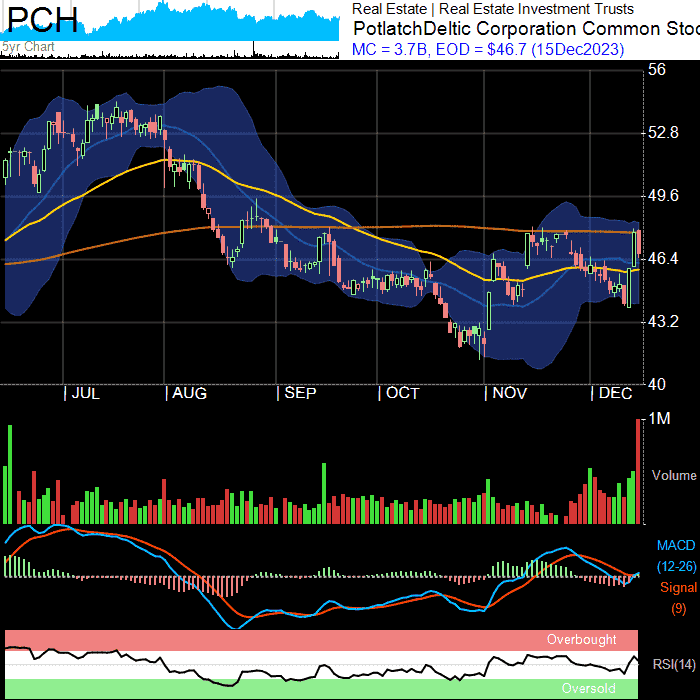 PCH
5yr Chart
Real Estate | Real Estate Investment Trusts
PotlatchDeltic Corporation Common Stoc
MC = 3.7B, EOD = $46.7 (15Dec2023)
56
52.8
49.6
46.4
43.2
40
| JUL | AUG | SEP | OCT | NOV | DEC
1M
Volume
MACD
(12-26)
Signal
(9)
Overbought
RSI(14)
Oversold